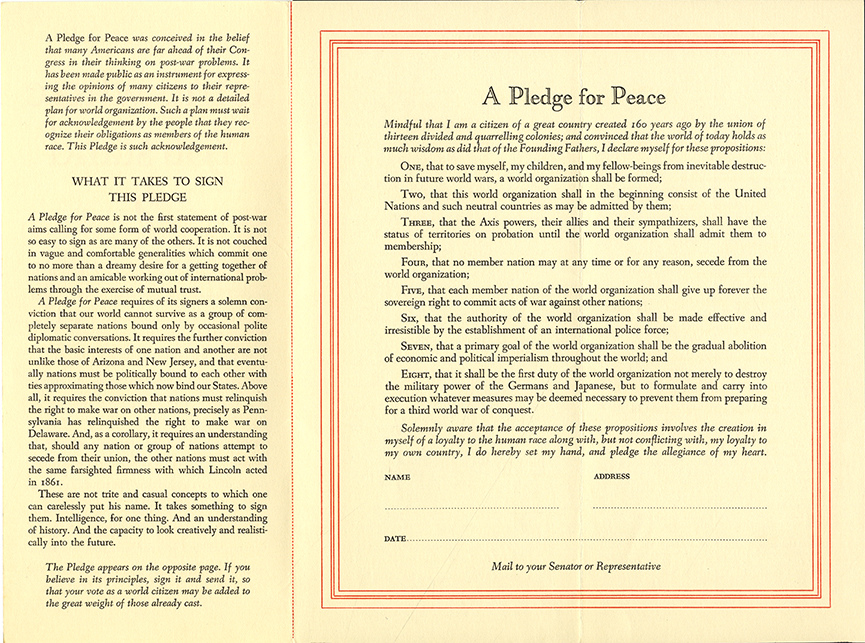 A Pledge for Peace was conceived in the belief
that many Americans are far ahead of their Con-
gress in their thinking on post-war problems. It
has been made public as an instrument for express-
ing the opinions of many citizens to their repre-
sentatives in the government. It is not a detailed
plan for world organization. Such a plan must wait
for acknowledgement by the people that they rec-
ognize their obligations as members of the human
race. This Pledge is such acknowledgement.
WHAT IT TAKES TO SIGN
THIS PLEDGE
A Pledge for Peace is not the first statement of post-war
aims calling for some form of world cooperation. It is not
so easy to sign as are many of the others. It is not couched
in vague and comfortable generalities which commit one
to no more than a dreamy desire for a getting together of
nations and an amicable working out of international prob-
lems through the exercise of mutual trust.
A Pledge for Peace requires of its signers a solemn con-
viction that our world cannot survive as a group of com-
pletely separate nations bound only by occasional polite
diplomatic conversations. It requires the further conviction
that the basic interests of one nation and another are not
unlike those of Arizona and New Jersey, and that eventu-
ally nations must be politically bound to each other with
ties approximating those which now bind our States. Above
all, it requires the conviction that nations must relinquish
the right to make war on other nations, precisely as Penn-
sylvania has relinquished the right to make war on
Delaware. And, as a corollary, it requires an understanding
that, should any nation or group of nations attempt to
secede from their union, the other nations must act with
the same farsighted firmness with which Lincoln acted
in 1861.
These are not trite and casual concepts to which one
can carelessly put his name. It takes something to sign
them. Intelligence, for one thing. And an understanding
of history. And the capacity to look creatively and realisti-
cally into the future.
The Pledge appears on the opposite page. If you
believe in its principles, sign it and send it, so
that your vote as a world citizen may be added to
the great weight of those already cast.
A Pledge for Peace
Mindful that I am a citizen of a great country created 160 years ago by the union of
thirteen divided and quarrelling colonies; and convinced that the world of today holds as
much wisdom as did that of the Founding Fathers, I declare myself for these propositions:
ONE, that to save myself, my children, and my fellow-beings from inevitable destruc-
tion in future world wars, a world organization shall be formed;
TWO, that this world organization shall in the beginning consist of the United
Nations and such neutral countries as may be admitted by them;
THREE, that the Axis powers, their allies and their sympathizers, shall have the
status of territories on probation until the world organization shall admit them to
membership;
FOUR, that no member nation may at any time or for any reason, secede from the
world organization;
FIVE, that each member nation of the world organization shall give up forever the
sovereign right to commit acts of war against other nations;
SIX, that the authority of the world organization shall be made effective and
irresistible by the establishment of an international police force;
SEVEN, that a primary goal of the world organization shall be the gradual abolition
of economic and political imperialism throughout the world; and
EIGHT, that it shall be the first duty of the world organization not merely to destroy
the military power of the Germans and Japanese, but to formulate and carry into
execution whatever measures may be deemed necessary to prevent them from preparing
for a third world war of conquest.
Solemnly aware that the acceptance of these propositions involves the creation in
myself of a loyalty to the human race along with, but not conflicting with, my loyalty to
my own country, I do hereby set my hand, and pledge the allegiance of my heart.
NAME ADDRESS
DATE
Mail to your Senator or Representative